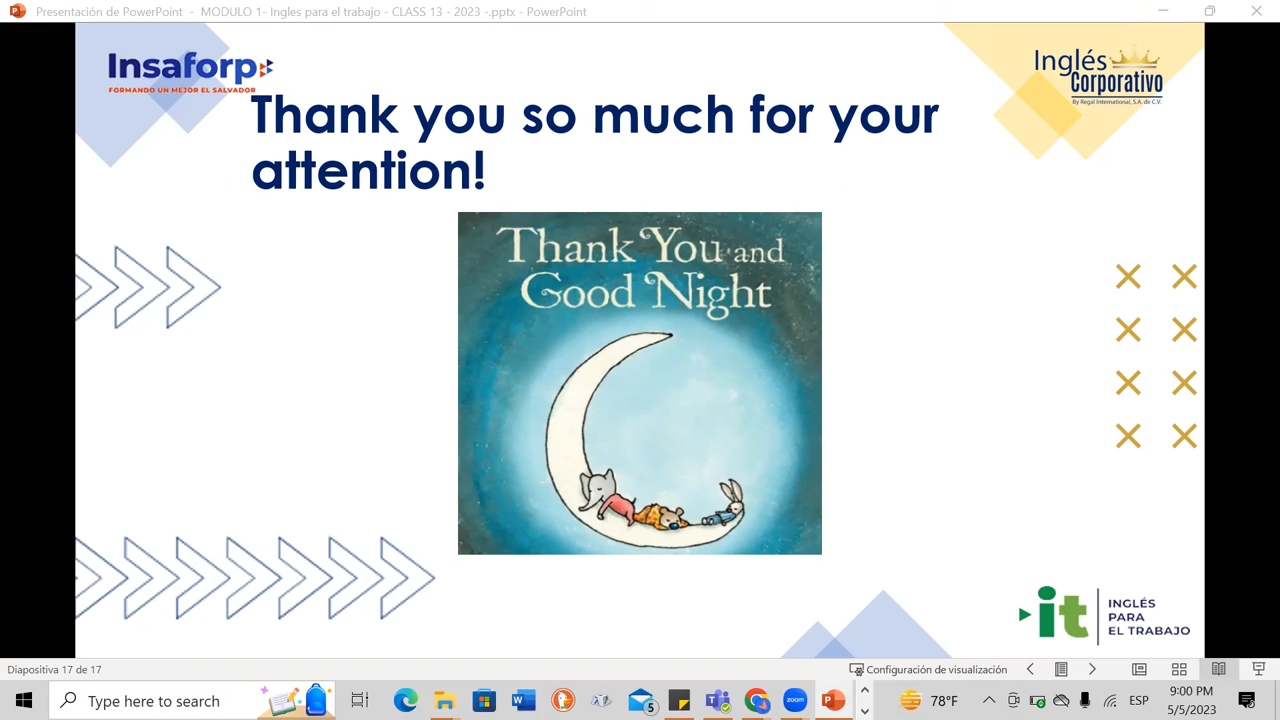 Presentación de PowerPoint - MODULO 1- Ingles para el trabajo - CLASS 13 - 2023 -.pptx - PowerPoint
Insaforp
FORMANDO UN MEJOR EL SALVADOR
Inglés
Corporativo
By Regal International, S.A. de C.V.
Thank you so much for your
attention!
Thank You and
Good Night
it
INGLÉS
PARA
EL TRABAJO
Diapositiva 17 de 17
Configuración de visualización
Type here to search
5
zoom
78°F
ESP
9:00 PM
5/5/2023